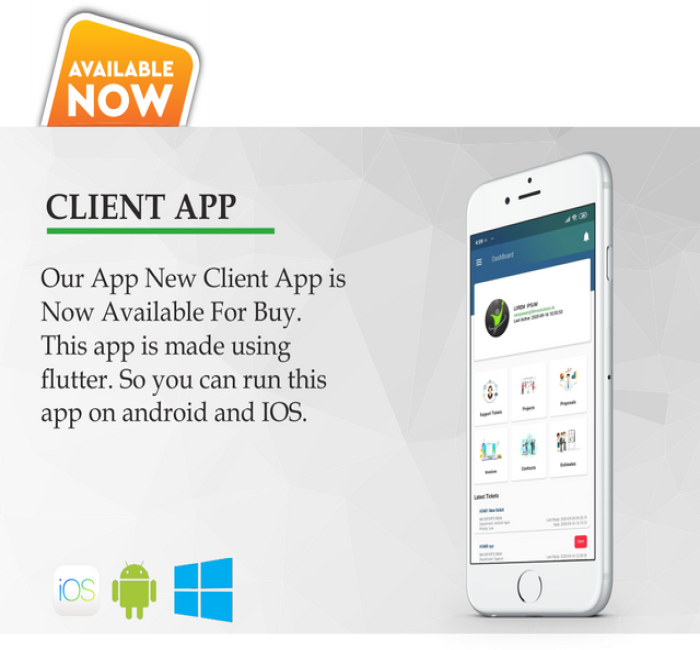 AVAILABLE
NOW
CLIENT APP
Our App New Client App is
Now Available For Buy.
This app is made using
flutter. So you can run this
app on android and IOS.
iOS
Dashboard
LOREM IPSUM
Support Tickets
Projects
Proposals
Invoice
Contracts
Estimates
Latest Tickets